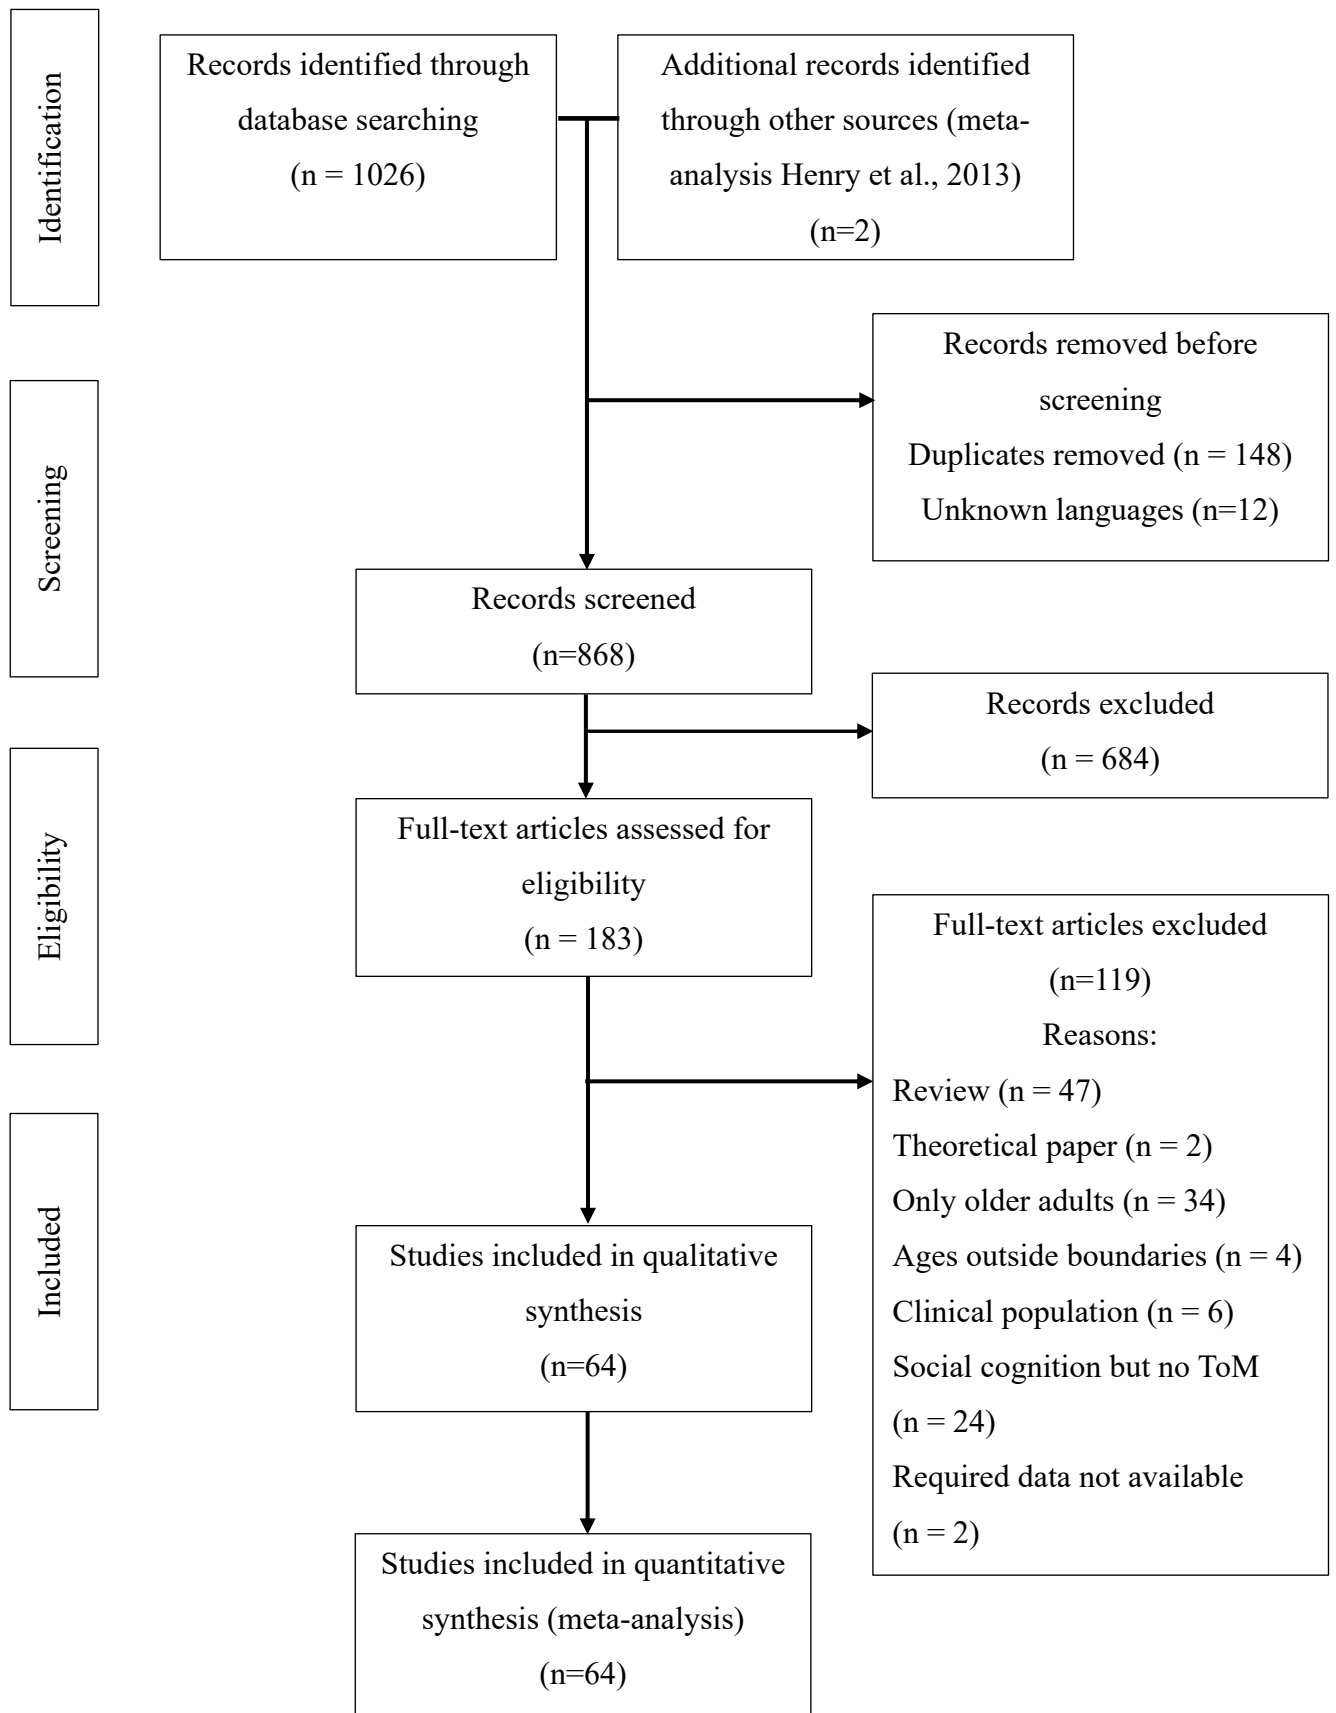 Identification
Records identified through
database searching
(n = 1026)
Additional records identified
through other sources (meta-
analysis Henry et al., 2013)
(n=2)
Screening
Records removed before
screening
Duplicates removed (n = 148)
Unknown languages (n=12)
Records screened
(n=868)
Records excluded
(n = 684)
Eligibility
Full-text articles assessed for
eligibility
(n = 183)
Full-text articles excluded
(n=119)
Reasons:
Review (n = 47)
Theoretical paper (n = 2)
Only older adults (n = 34)
Ages outside boundaries (n = 4)
Clinical population (n = 6)
Social cognition but no ToM
(n = 24)
Required data not available
(n = 2)
Included
Studies included in qualitative
synthesis
(n=64)
Studies included in quantitative
synthesis (meta-analysis)
(n=64)